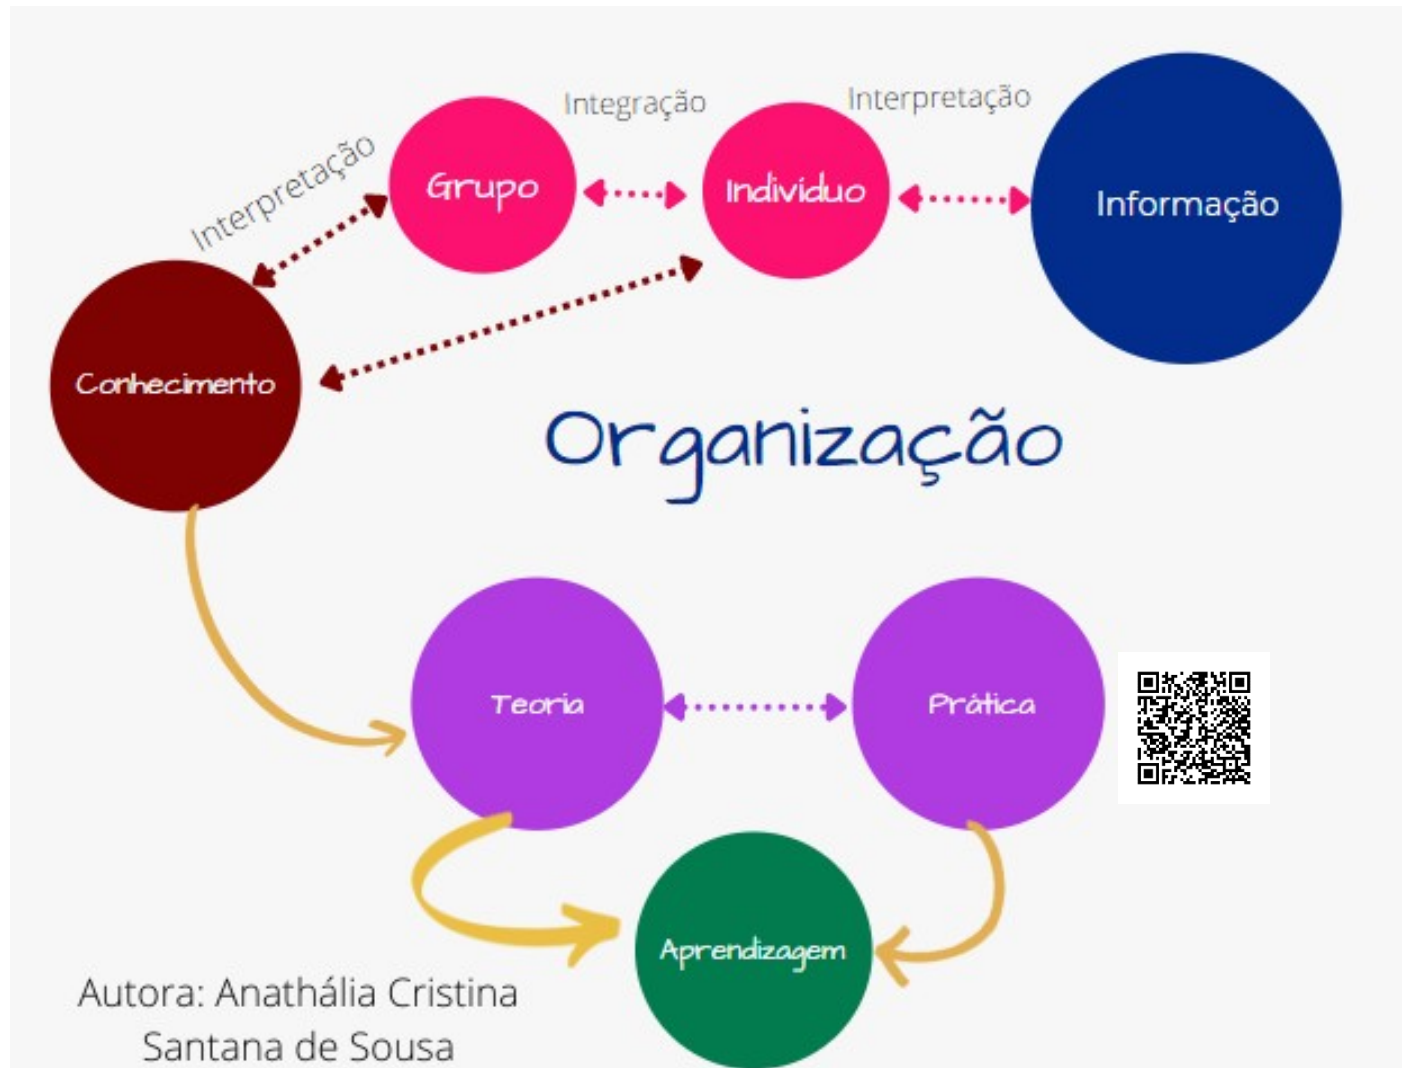 Integração
Interpretação
Interpretação
Grupo
Indivíduo
Informação
Conhecimento
Organização
Teoria
Prática
Aprendizagem
Autora: Anathália Cristina
Santana de Sousa